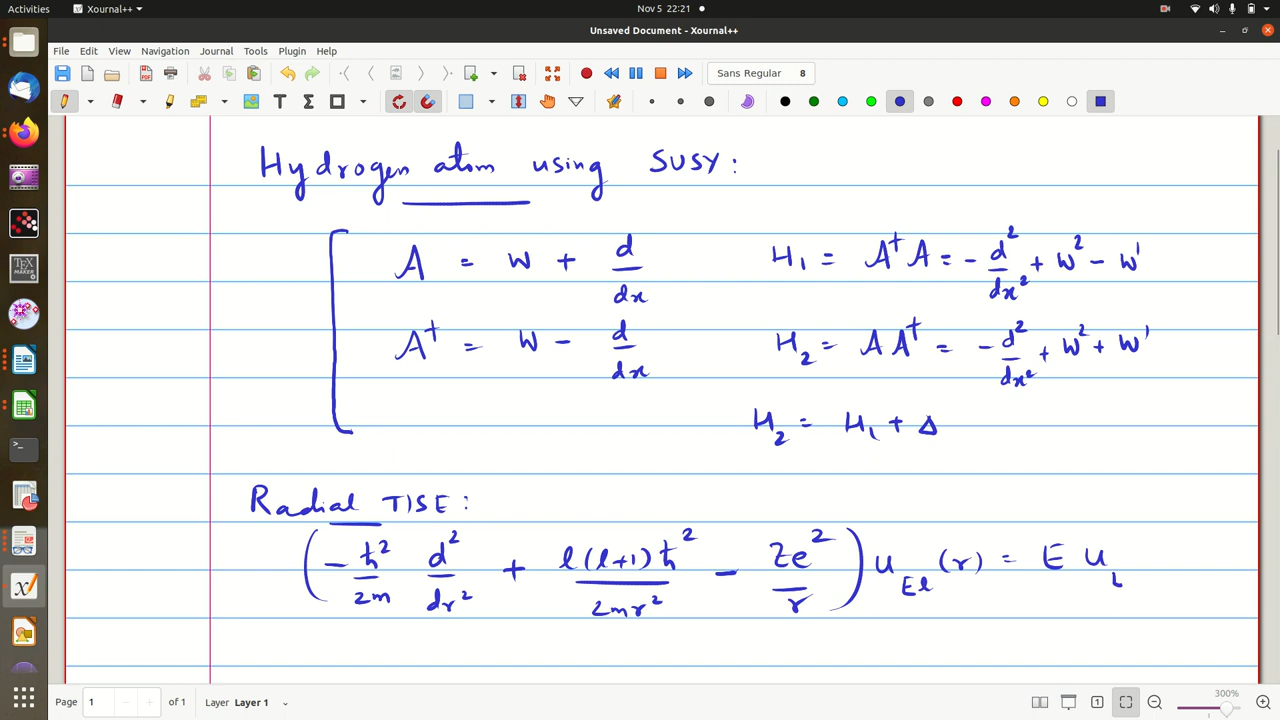 Activities Xournal++ Nov 5 22:21
Unsaved Document - Xournal++
File Edit View Navigation Journal Tools Plugin Help
Sans Regular 8
Hydrogen atom using SUSY:
A = W + d/dx H₁ = A†A = - d²/dx² + W² - W'
A† = W - d/dx H₂ = AA† = - d²/dx² + W² + W'
H₂ = H₁ + Δ
Radial TISE:
( - ħ²/2m d²/dr² + l(l+1)ħ²/2mr² - Ze²/r ) u_El (r) = E u
Page 1 of 1 Layer Layer 1 300%